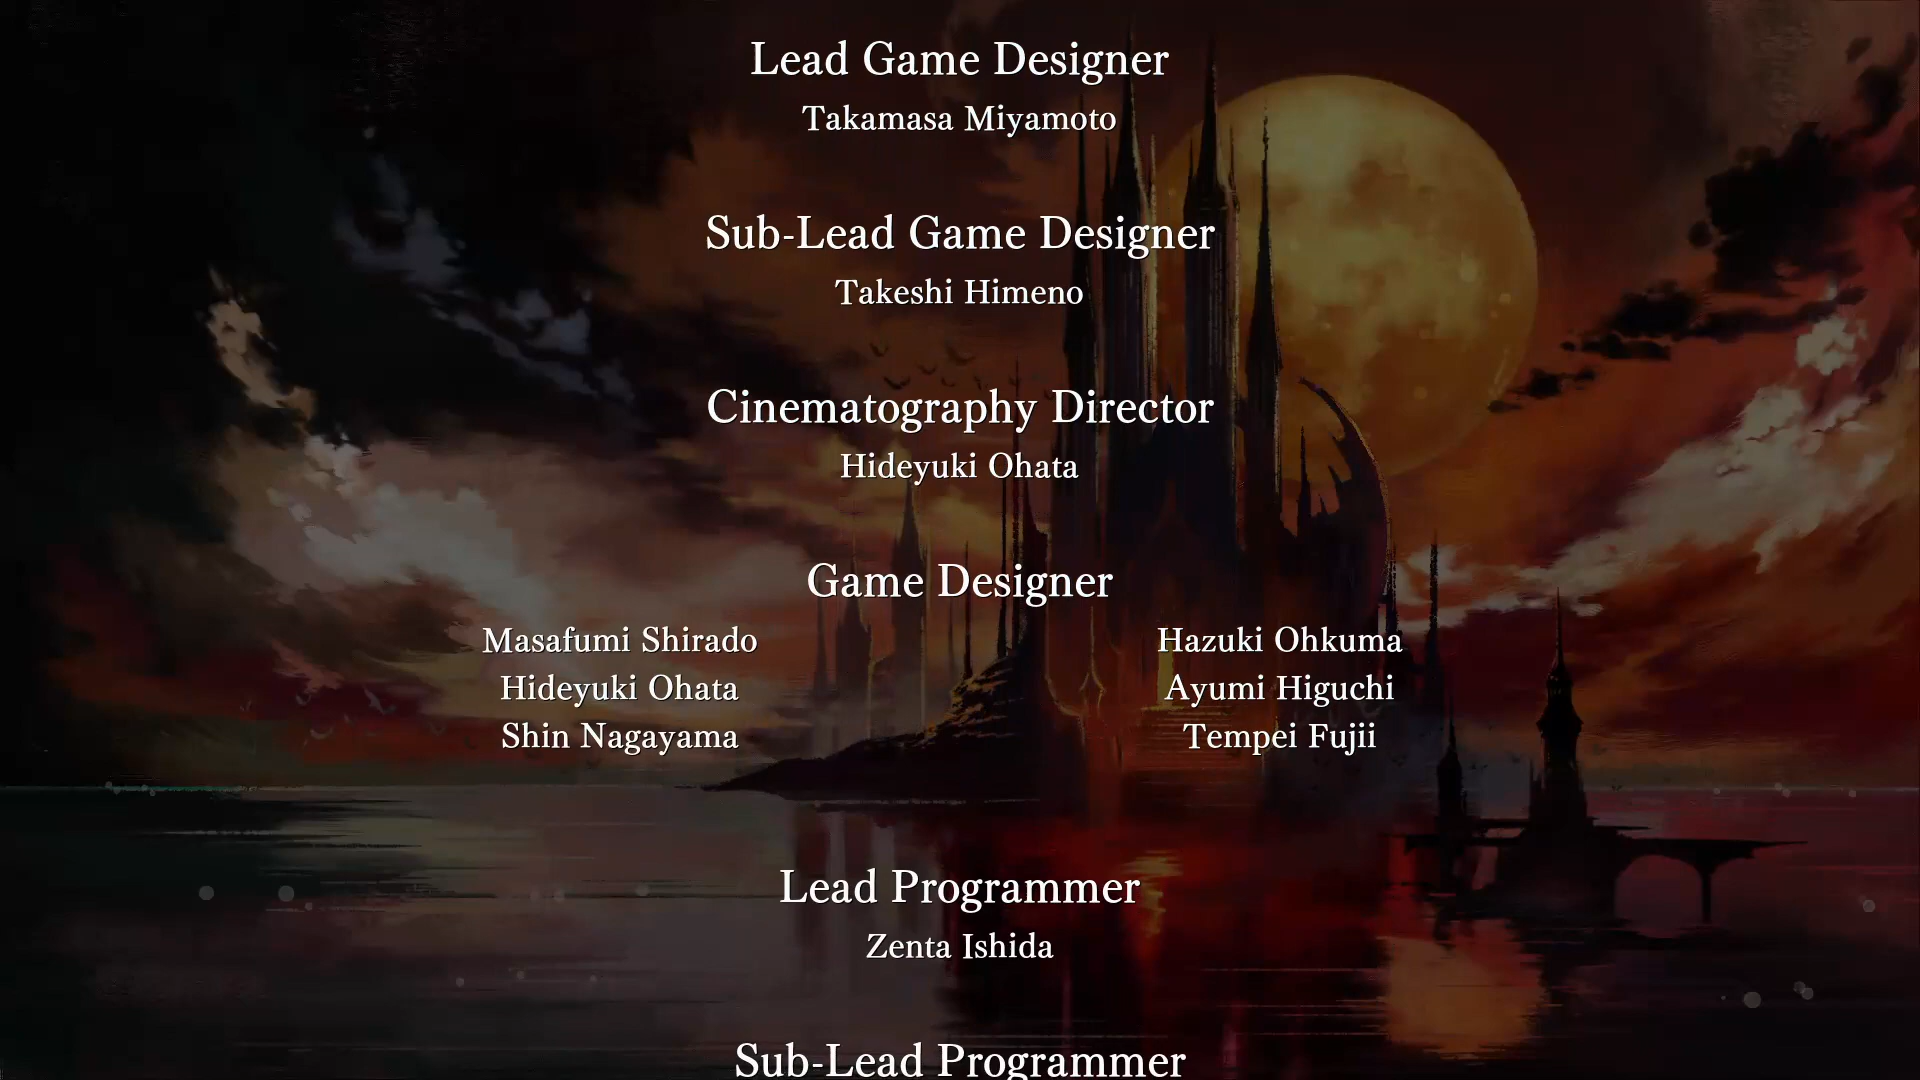 Lead Game Designer
Takamasa Miyamoto
Sub-Lead Game Designer
Takeshi Himeno
Cinematography Director
Hideyuki Ohata
Game Designer
Masafumi Shirado
Hazuki Ohkuma
Hideyuki Ohata
Ayumi Higuchi
Shin Nagayama
Tempei Fujii
Lead Programmer
Zenta Ishida
Sub-Lead Programmer